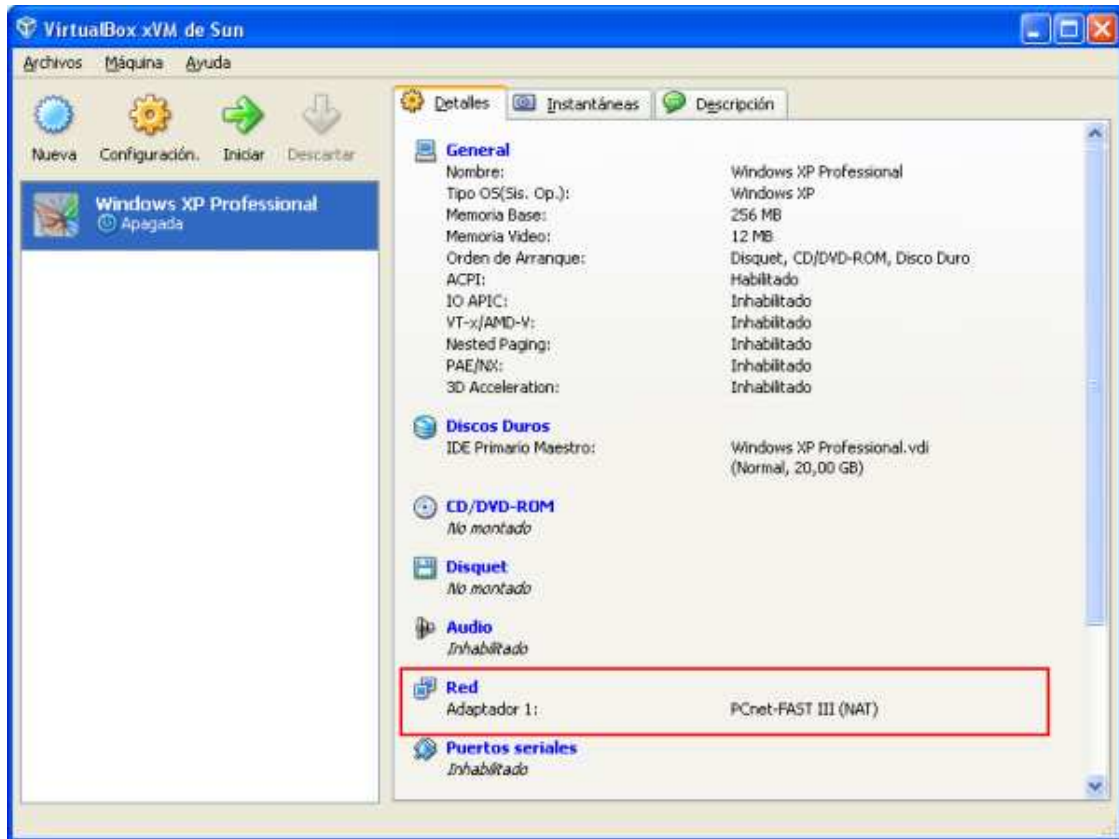 VirtualBox xVM de Sun
Archivos Máquina Ayuda
Nueva Configuración. Iniciar Descartar
Windows XP Professional
Apagada
Detalles Instantáneas Descripción
General
Nombre: Windows XP Professional
Tipo OS(Sis. Op.): Windows XP
Memoria Base: 256 MB
Memoria Video: 12 MB
Orden de Arranque: Disquet, CD/DVD-ROM, Disco Duro
ACPI: Habilitado
IO APIC: Inhabilitado
VT-x/AMD-V: Inhabilitado
Nested Paging: Inhabilitado
PAE/NX: Inhabilitado
3D Acceleration: Inhabilitado
Discos Duros
IDE Primario Maestro: Windows XP Professional.vdi
(Normal, 20,00 GB)
CD/DVD-ROM
No montado
Disquet
No montado
Audio
Inhabilitado
Red
Adaptador 1: PCnet-FAST III (NAT)
Puertos seriales
Inhabilitado